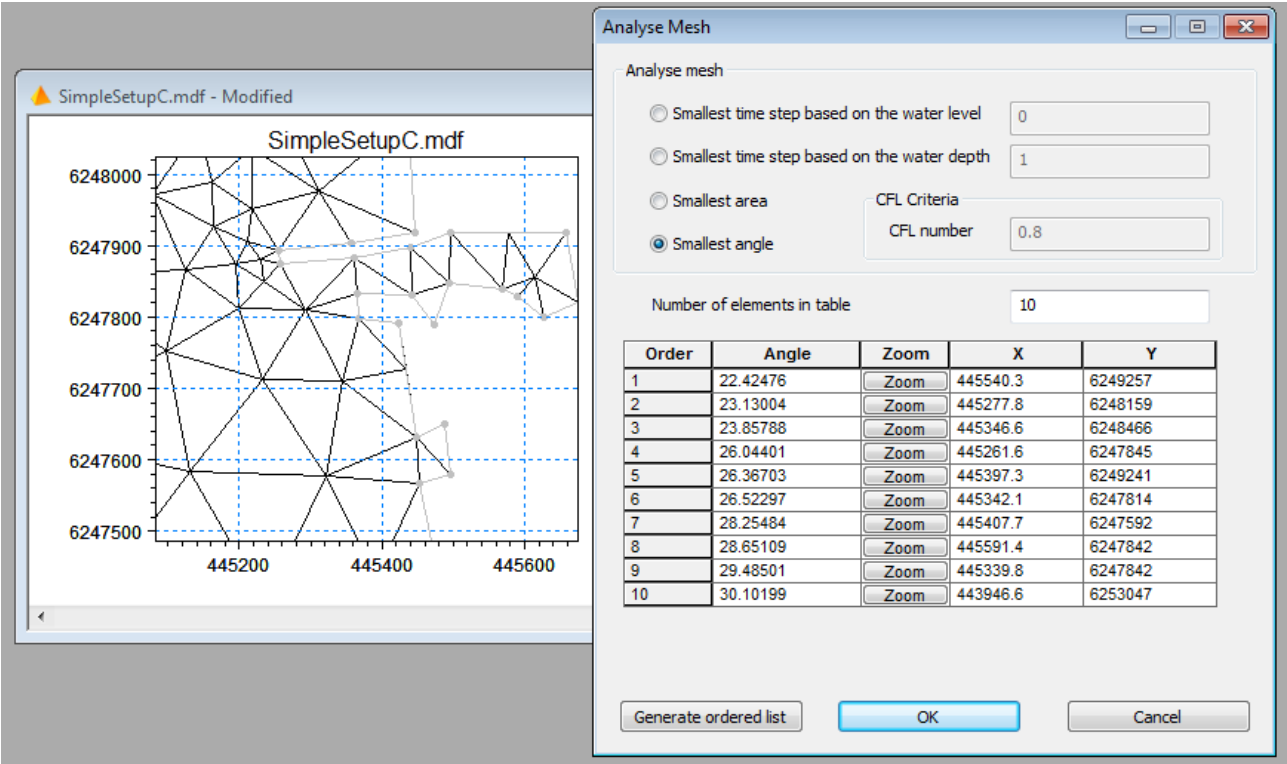 SimpleSetupC.mdf - Modified
SimpleSetupC.mdf
6248000
6247900
6247800
6247700
6247600
6247500
445200 445400 445600
Analyse Mesh
Analyse mesh
Smallest time step based on the water level 0
Smallest time step based on the water depth 1
Smallest area
CFL Criteria
Smallest angle
CFL number 0.8
Number of elements in table 10
Order Angle Zoom X Y
1 22.42476 Zoom 445540.3 6249257
2 23.13004 Zoom 445277.8 6248159
3 23.85788 Zoom 445346.6 6248466
4 26.04401 Zoom 445261.6 6247845
5 26.36703 Zoom 445397.3 6249241
6 26.52297 Zoom 445342.1 6247814
7 28.25484 Zoom 445407.7 6247592
8 28.65109 Zoom 445591.4 6247842
9 29.48501 Zoom 445339.8 6247842
10 30.10199 Zoom 443946.6 6253047
Generate ordered list OK Cancel